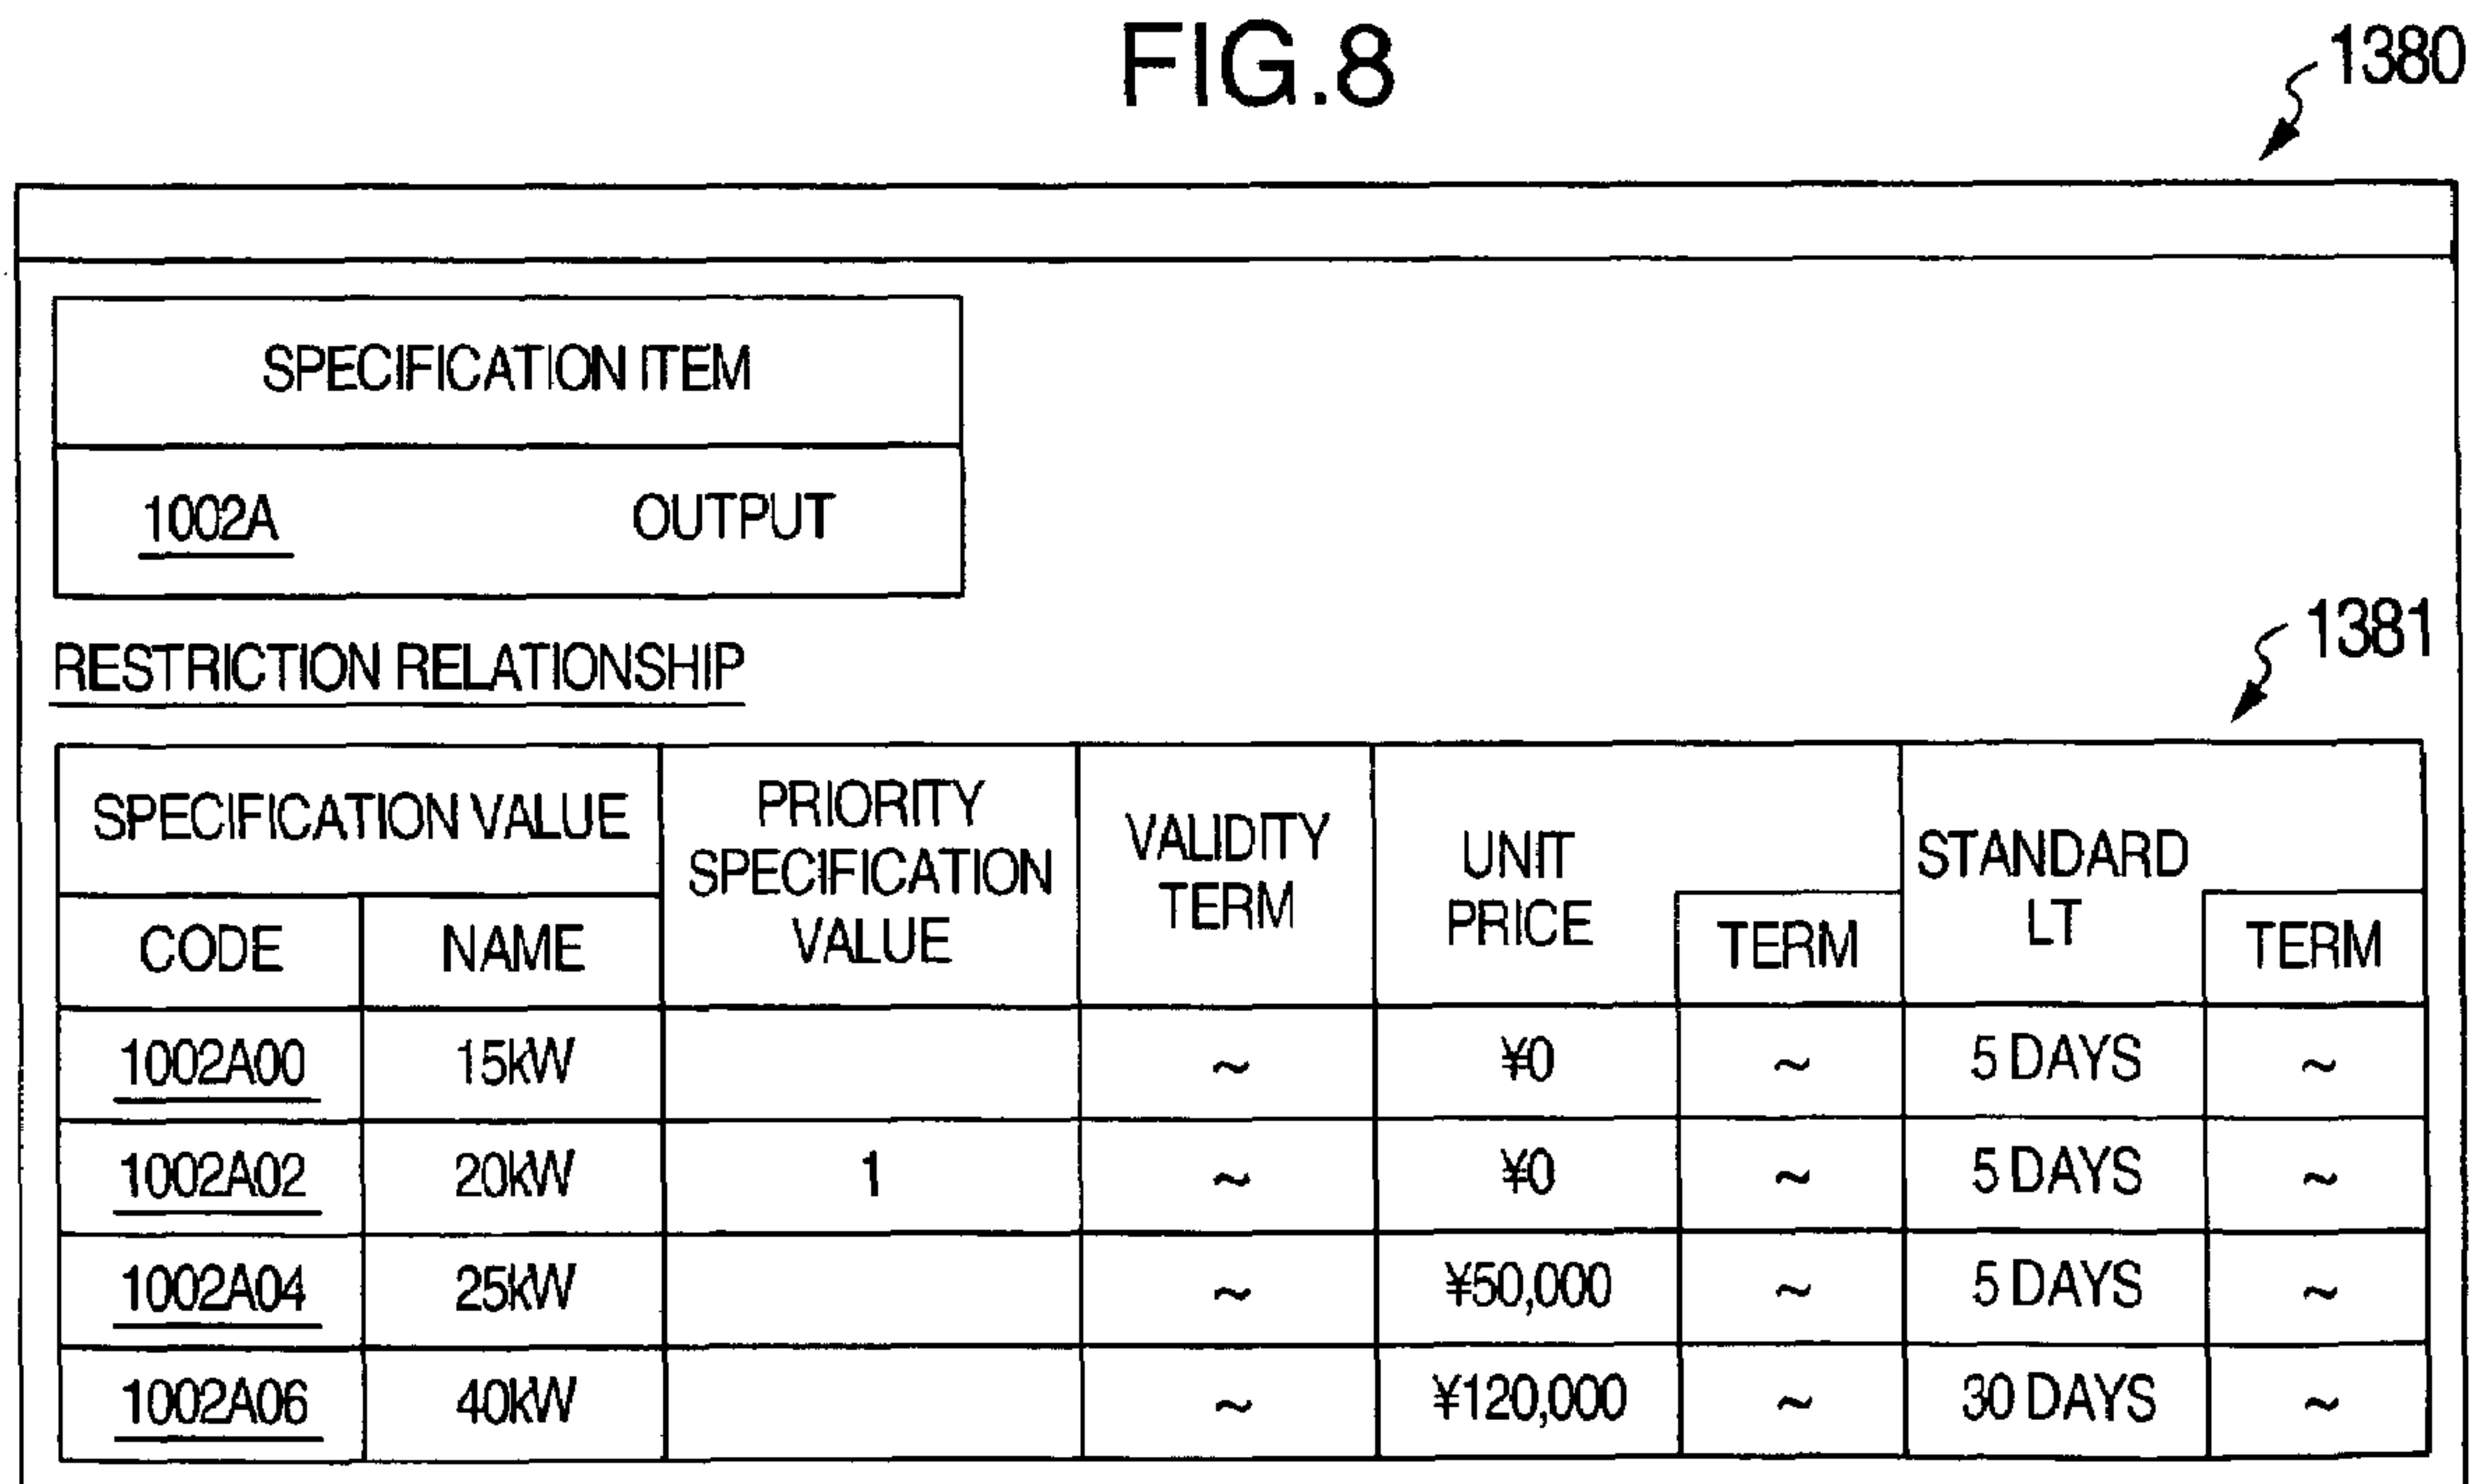 FIG.8
1380
SPECIFICATION ITEM
1002A OUTPUT
RESTRICTION RELATIONSHIP
1381
SPECIFICATION VALUE
PRIORITY
SPECIFICATION
VALUE
VALIDITY
TERM
UNIT
PRICE
TERM
STANDARD
LT
TERM
CODE NAME
1002A00 15kW ~ ¥0 ~ 5 DAYS ~
1002A02 20kW 1 ~ ¥0 ~ 5 DAYS ~
1002A04 25kW ~ ¥50,000 ~ 5 DAYS ~
1002A06 40kW ~ ¥120,000 ~ 30 DAYS ~